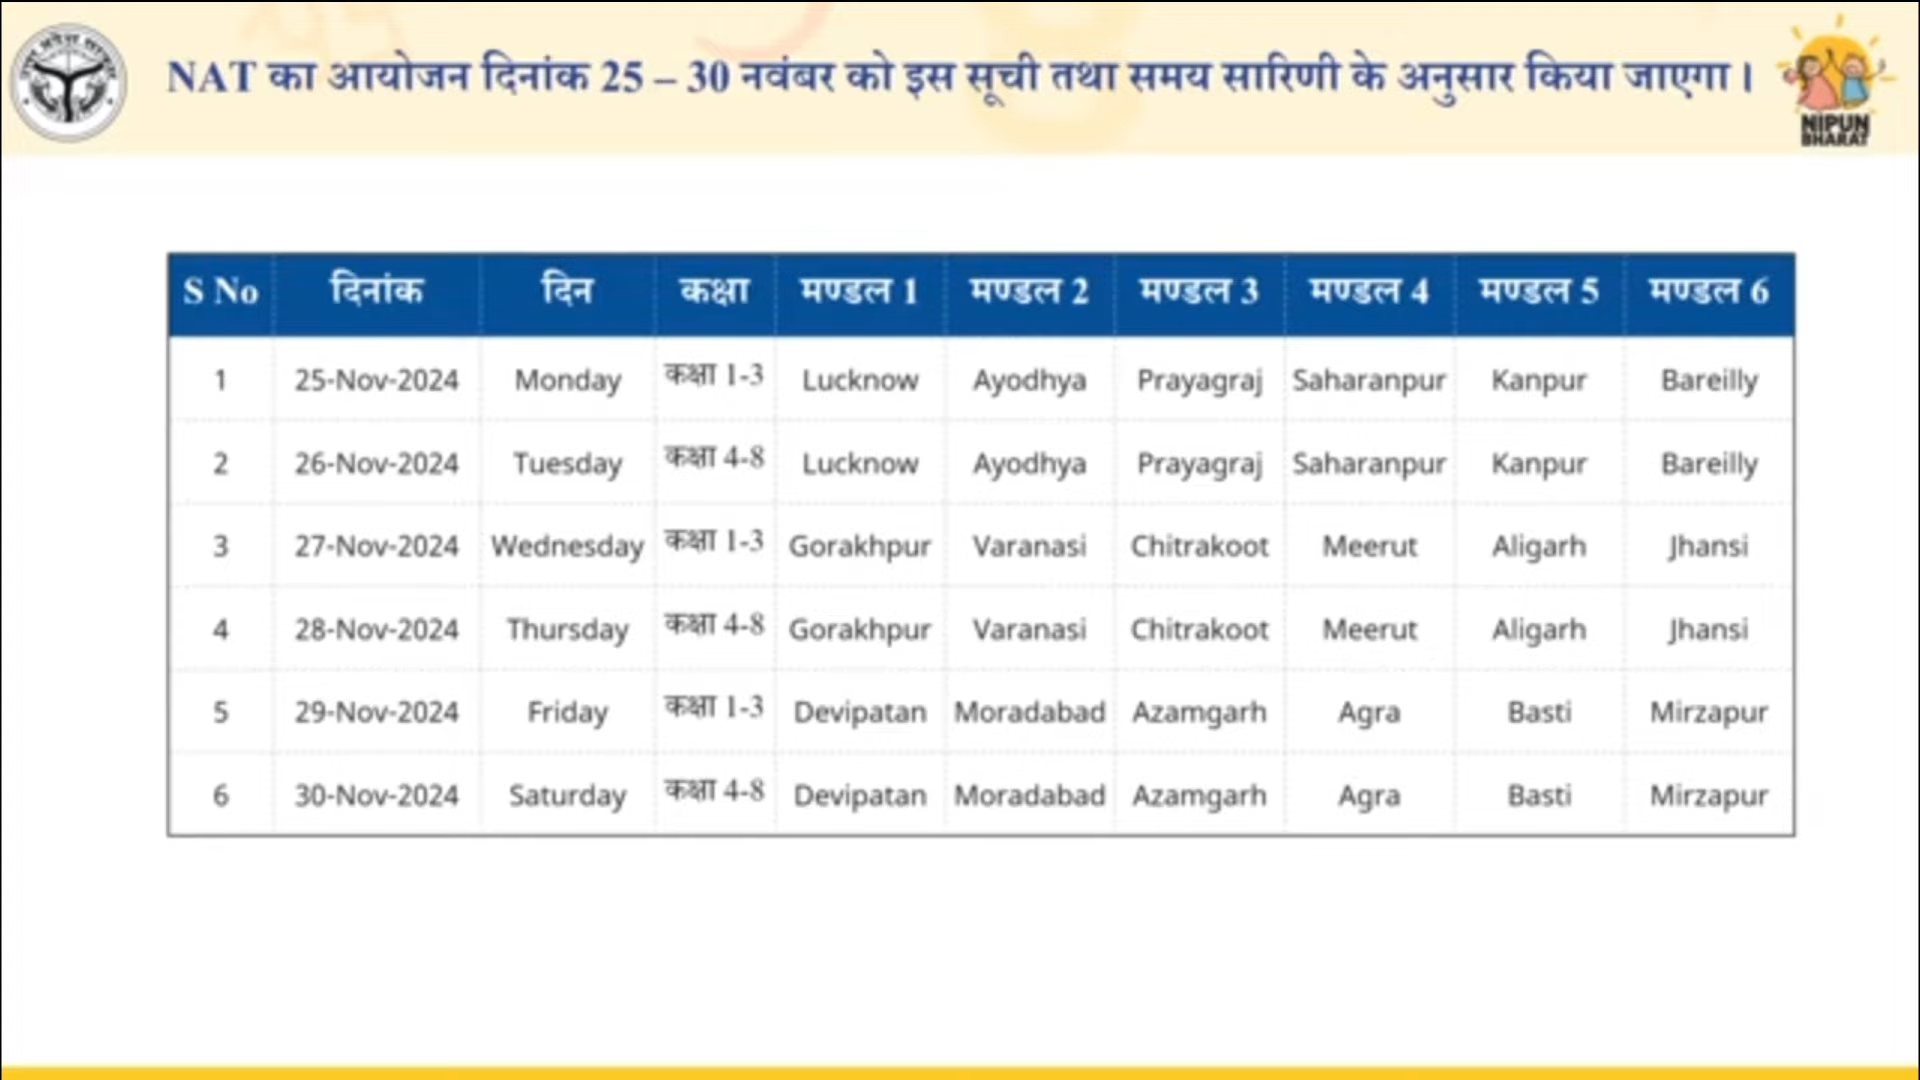 NAT का आयोजन दिनांक 25 – 30 नवंबर को इस सूची तथा समय सारिणी के अनुसार किया जाएगा।
NIPUN
BHARAT
S No दिनांक दिन कक्षा मण्डल 1 मण्डल 2 मण्डल 3 मण्डल 4 मण्डल 5 मण्डल 6
1 25-Nov-2024 Monday कक्षा 1-3 Lucknow Ayodhya Prayagraj Saharanpur Kanpur Bareilly
2 26-Nov-2024 Tuesday कक्षा 4-8 Lucknow Ayodhya Prayagraj Saharanpur Kanpur Bareilly
3 27-Nov-2024 Wednesday कक्षा 1-3 Gorakhpur Varanasi Chitrakoot Meerut Aligarh Jhansi
4 28-Nov-2024 Thursday कक्षा 4-8 Gorakhpur Varanasi Chitrakoot Meerut Aligarh Jhansi
5 29-Nov-2024 Friday कक्षा 1-3 Devipatan Moradabad Azamgarh Agra Basti Mirzapur
6 30-Nov-2024 Saturday कक्षा 4-8 Devipatan Moradabad Azamgarh Agra Basti Mirzapur